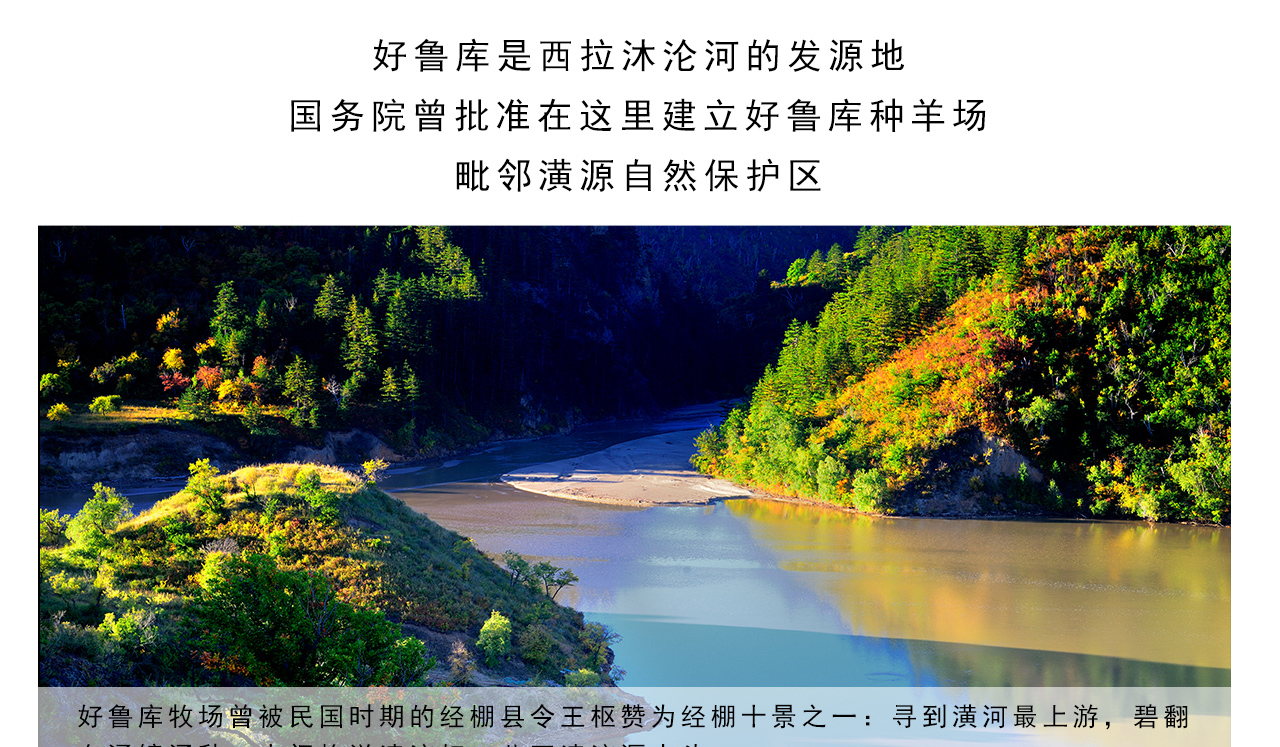 好鲁库是西拉沐沦河的发源地
国务院曾批准在这里建立好鲁库种羊场
毗邻潢源自然保护区
好鲁库牧场曾被民国时期的经棚县令王枢赞为经棚十景之一：寻到潢河最上游，碧翻